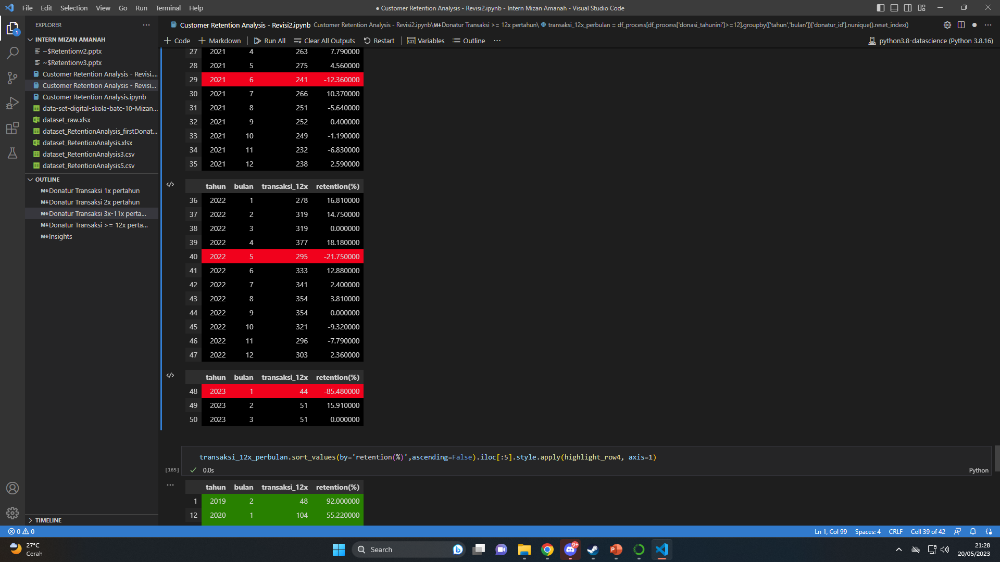 File Edit Selection View Go Run Terminal Help
● Customer Retention Analysis - Revisi2.ipynb - Intern Mizan Amanah - Visual Studio Code
EXPLORER
INTERN MIZAN AMANAH
~$Retentionv2.pptx
~$Retentionv3.pptx
Customer Retention Analysis - Revisi....
Customer Retention Analysis - Revisi...
Customer Retention Analysis.ipynb
data-set-digital-skola-batc-10-Mizan...
dataset_raw.xlsx
dataset_RetentionAnalysis_firstDonat...
dataset_RetentionAnalysis.xlsx
dataset_RetentionAnalysis3.csv
dataset_RetentionAnalysis5.csv
OUTLINE
M↓Donatur Transaksi 1x pertahun
M↓Donatur Transaksi 2x pertahun
M↓Donatur Transaksi 3x-11x perta...
M↓Donatur Transaksi >= 12x perta...
M↓Insights
TIMELINE
Customer Retention Analysis - Revisi2.ipynb Customer Retention Analysis - Revisi2.ipynb\M↓Donatur Transaksi >= 12x pertahun\ transaksi_12x_perbulan = df_process[df_process['donasi_tahunini']>=12].groupby(['tahun','bulan'])['donatur_id'].nunique().reset_index()
+ Code + Markdown Run All Clear All Outputs Restart Variables Outline ... python3.8-datascience (Python 3.8.16)
27 2021 4 263 7.790000
28 2021 5 275 4.560000
29 2021 6 241 -12.360000
30 2021 7 266 10.370000
31 2021 8 251 -5.640000
32 2021 9 252 0.400000
33 2021 10 249 -1.190000
34 2021 11 232 -6.830000
35 2021 12 238 2.590000
tahun bulan transaksi_12x retention(%)
36 2022 1 278 16.810000
37 2022 2 319 14.750000
38 2022 3 319 0.000000
39 2022 4 377 18.180000
40 2022 5 295 -21.750000
41 2022 6 333 12.880000
42 2022 7 341 2.400000
43 2022 8 354 3.810000
44 2022 9 354 0.000000
45 2022 10 321 -9.320000
46 2022 11 296 -7.790000
47 2022 12 303 2.360000
tahun bulan transaksi_12x retention(%)
48 2023 1 44 -85.480000
49 2023 2 51 15.910000
50 2023 3 51 0.000000
transaksi_12x_perbulan.sort_values(by='retention(%)',ascending=False).iloc[:5].style.apply(highlight_row4, axis=1)
[165] ✓ 0.0s Python
tahun bulan transaksi_12x retention(%)
1 2019 2 48 92.000000
12 2020 1 104 55.220000
0 0 Ln 1, Col 99 Spaces: 4 CRLF Cell 39 of 42
27°C
Cerah
Search
9+
21:28
20/05/2023
1